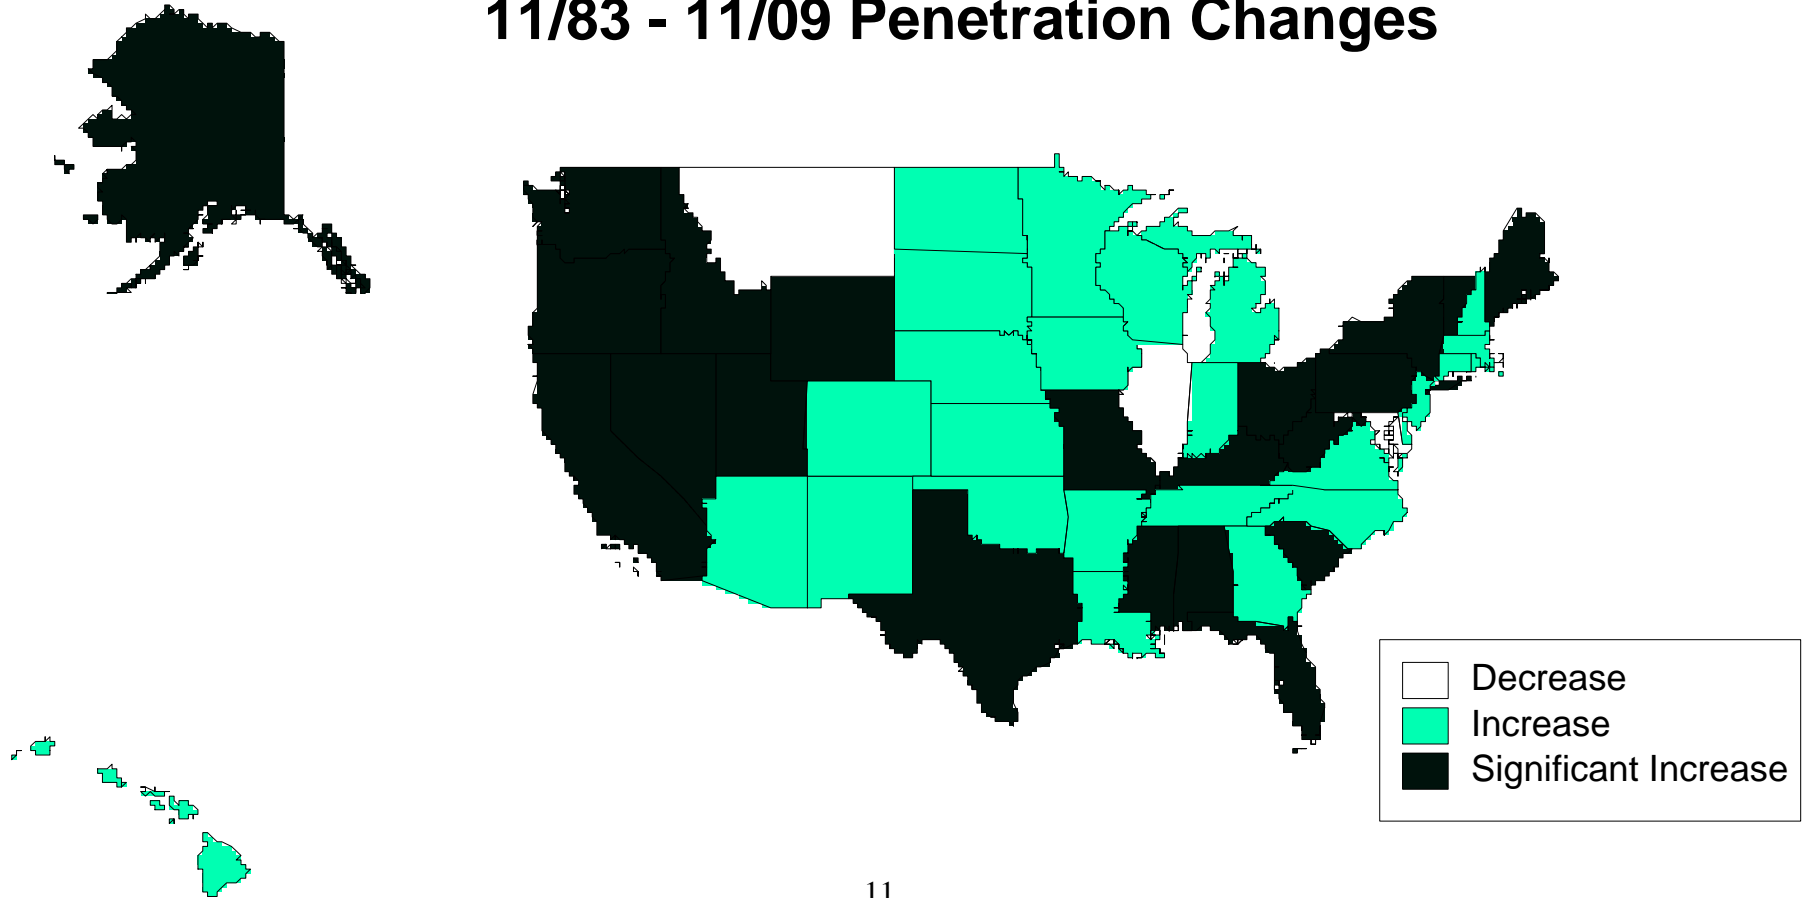 11/83 - 11/09 Penetration Changes
Decrease
Increase
Significant Increase
11